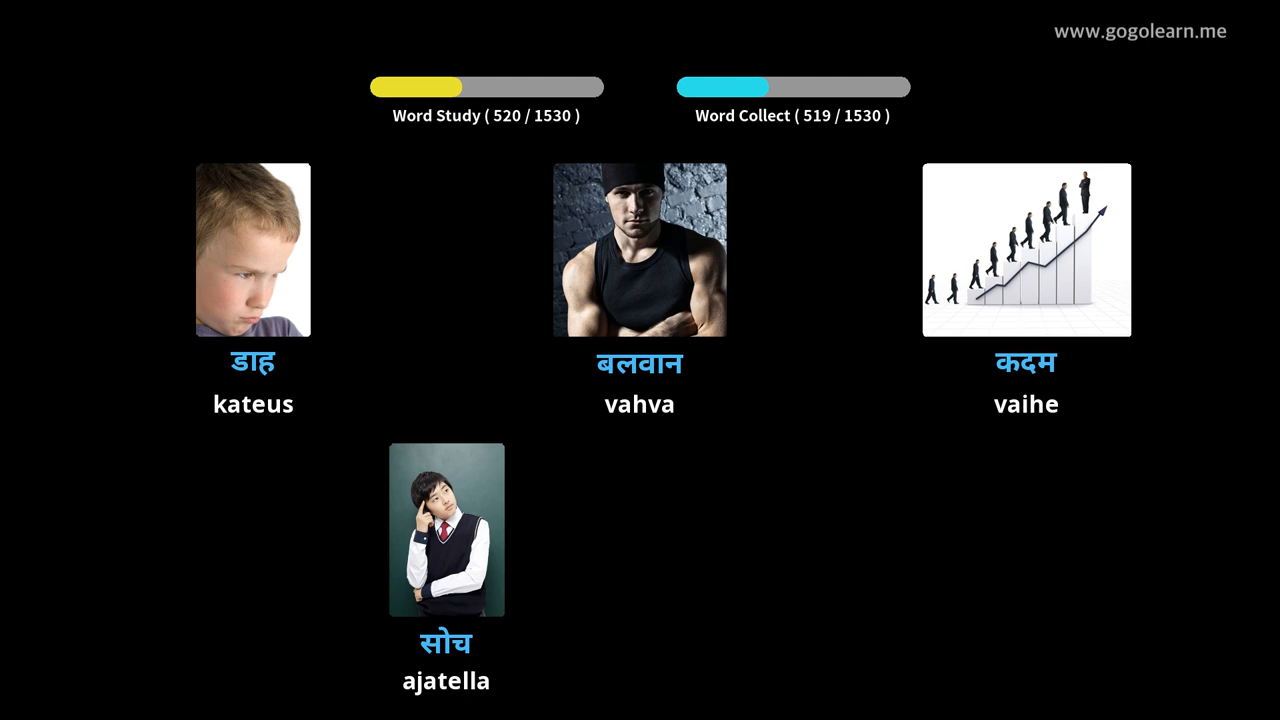 www.gogolearn.me
Word Study ( 520 / 1530 )
Word Collect ( 519 / 1530 )
डाह
बलवान
कदम
kateus
vahva
vaihe
सोच
ajatella